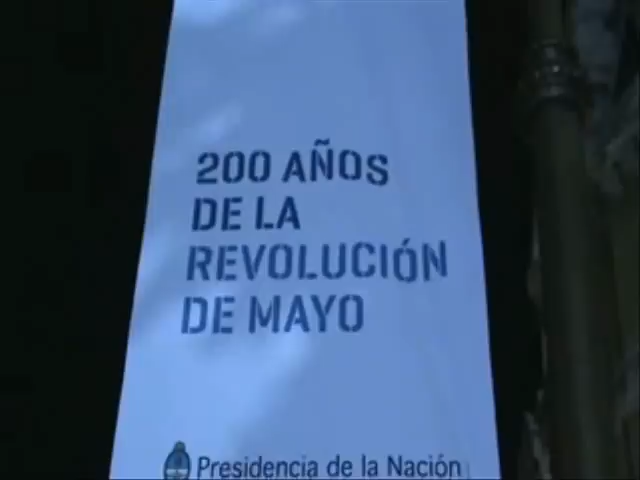 200 AÑOS
DE LA
REVOLUCIÓN
DE MAYO
Presidencia de la Nación